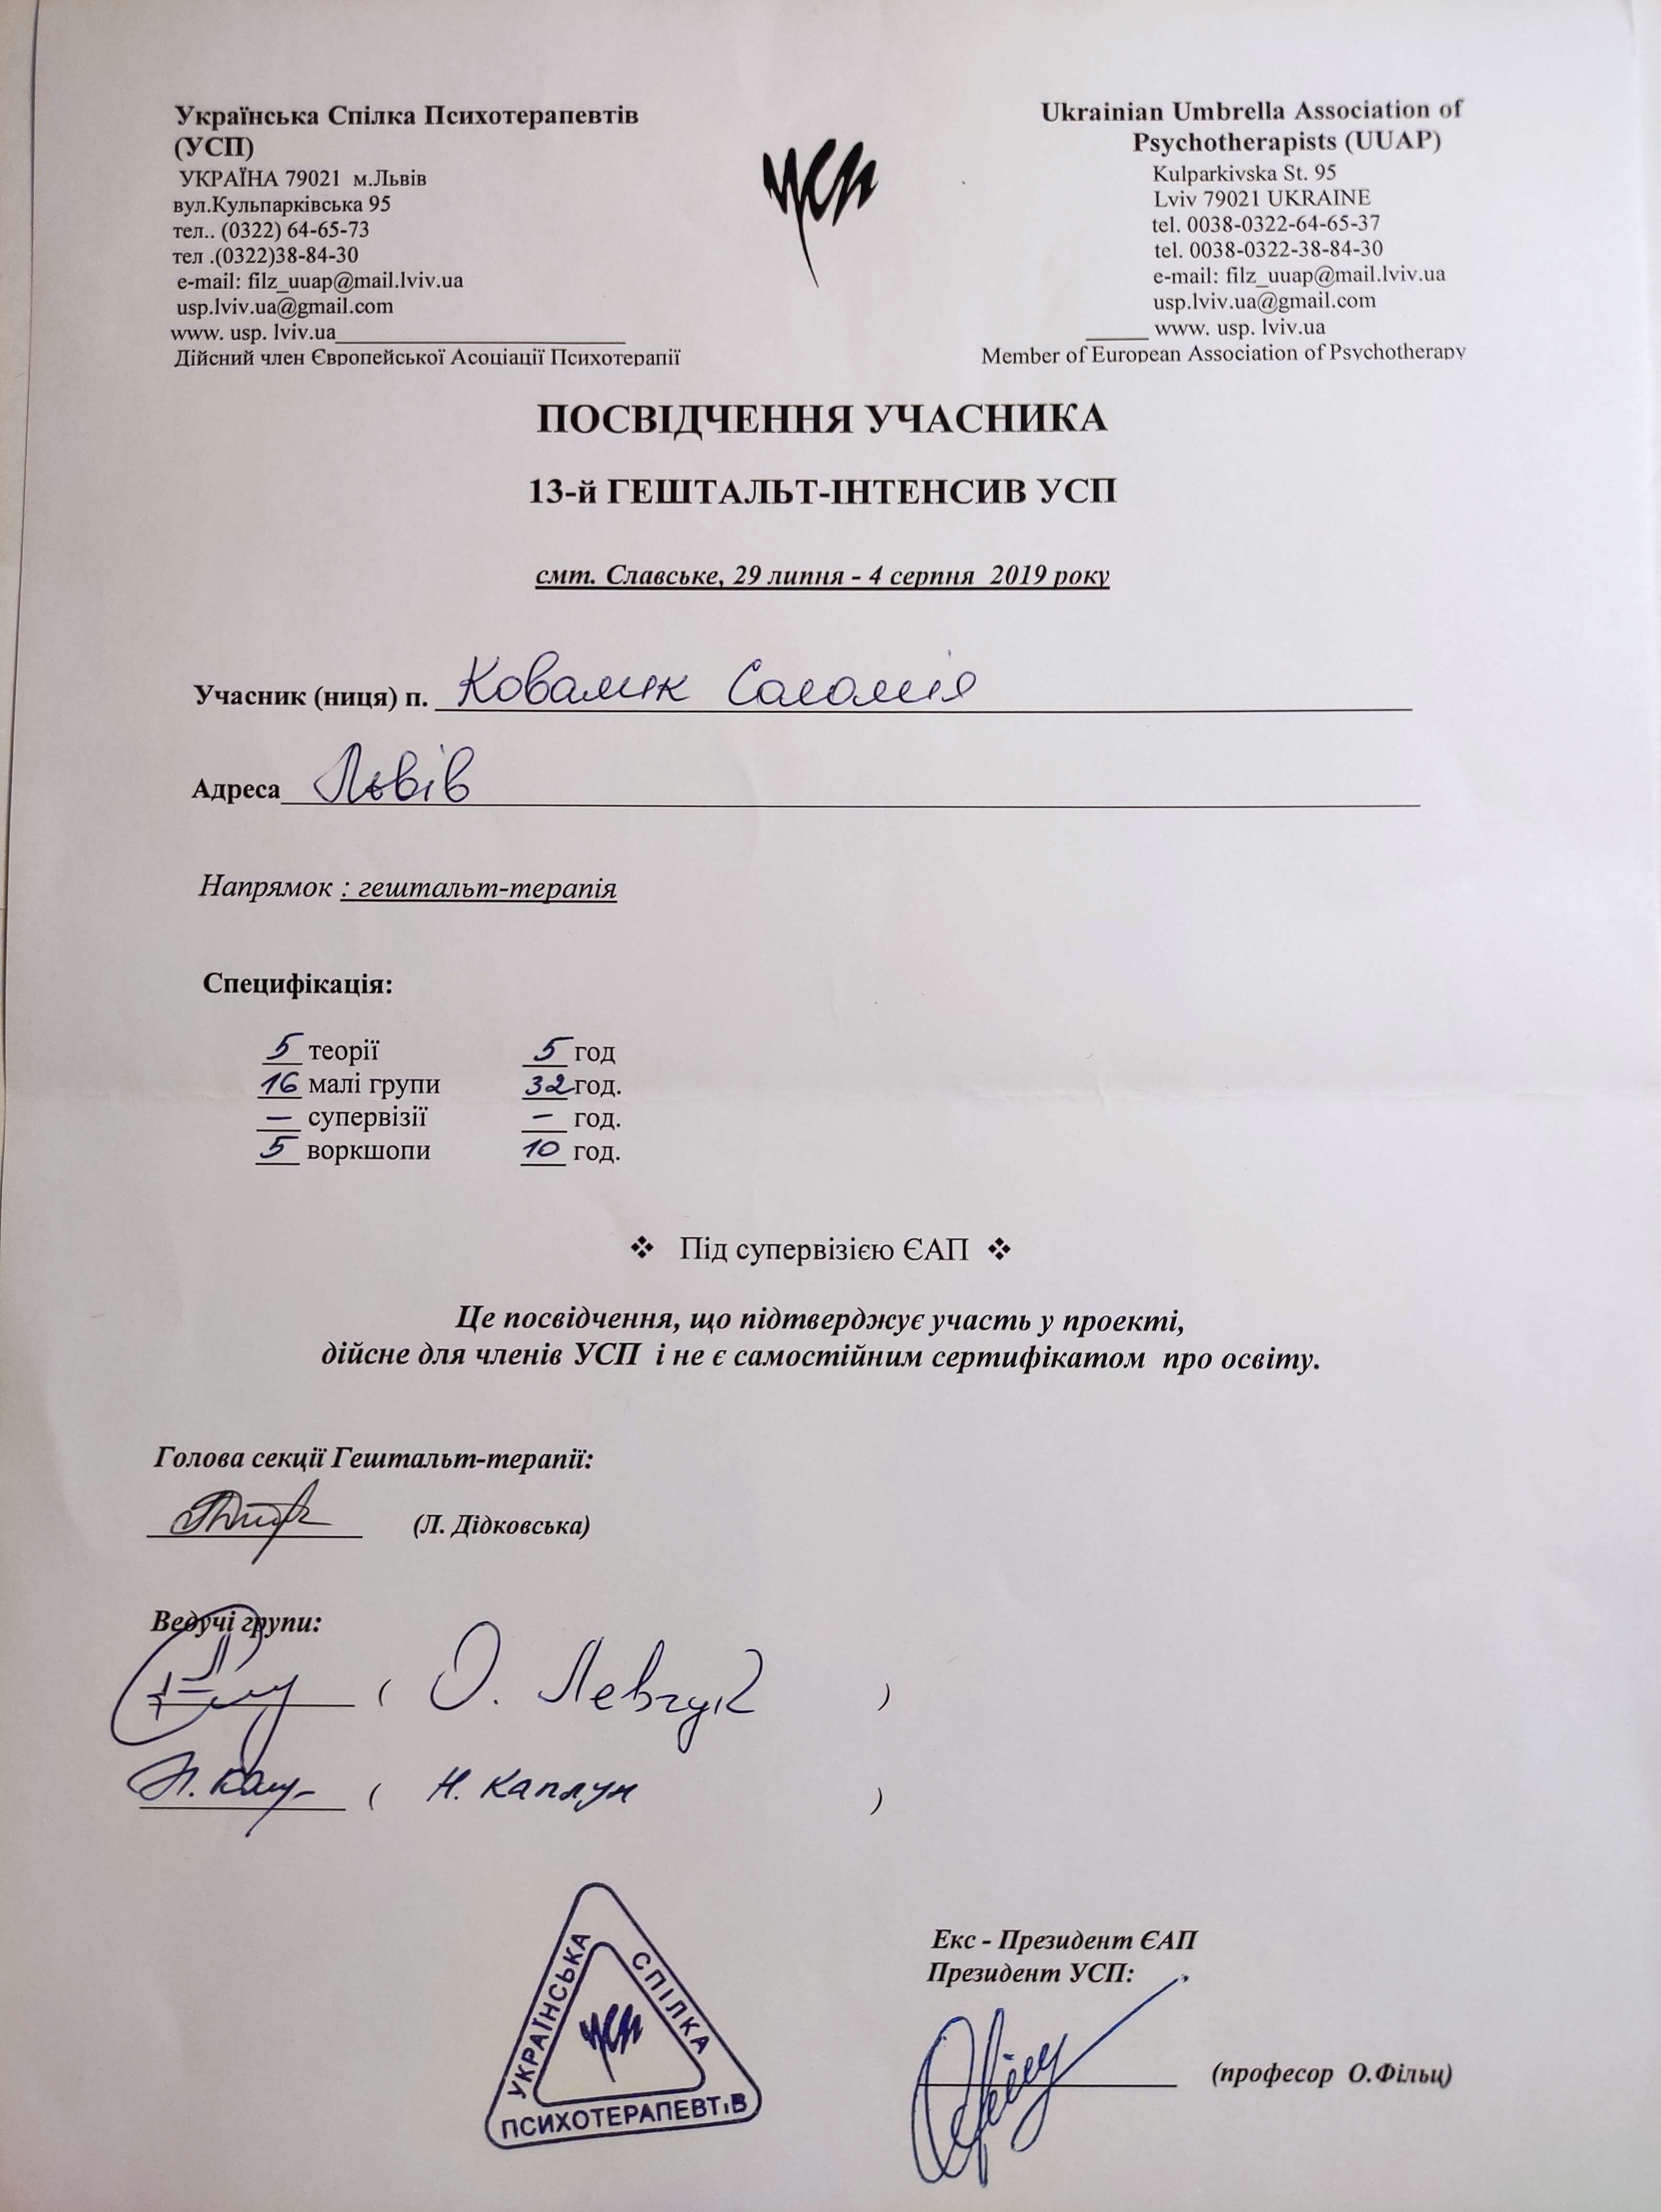 Українська Спілка Психотерапевтів
(УСП)
УКРАЇНА 79021 м.Львів
вул.Кульпарківська 95
тел.. (0322) 64-65-73
тел .(0322)38-84-30
e-mail: filz_uuap@mail.lviv.ua
usp.lviv.ua@gmail.com
www. usp. lviv.ua
Дійсний член Європейської Асоціації Психотерапії
усп
Ukrainian Umbrella Association of
Psychotherapists (UUAP)
Kulparkivska St. 95
Lviv 79021 UKRAINE
tel. 0038-0322-64-65-37
tel. 0038-0322-38-84-30
e-mail: filz_uuap@mail.lviv.ua
usp.lviv.ua@gmail.com
www. usp. lviv.ua
Member of European Association of Psychotherapy
ПОСВІДЧЕННЯ УЧАСНИКА
13-й ГЕШТАЛЬТ-ІНТЕНСИВ УСП
смт. Славське, 29 липня - 4 серпня 2019 року
Учасник (ниця) п. Ковалик Соломія
Адреса Львів
Напрямок : гештальт-терапія
Специфікація:
5 теорії 5 год
16 малі групи 32 год.
– супервізії – год.
5 воркшопи 10 год.
❖ Під супервізією ЄАП ❖
Це посвідчення, що підтверджує участь у проекті,
дійсне для членів УСП і не є самостійним сертифікатом про освіту.
Голова секції Гештальт-терапії:
(Л. Дідковська)
Ведучі групи:
( О. Левчук )
( Н. Каплун )
УКРАЇНСЬКА
СПІЛКА
ПСИХОТЕРАПЕВТІВ
усп
Екс - Президент ЄАП
Президент УСП:
(професор О.Фільц)